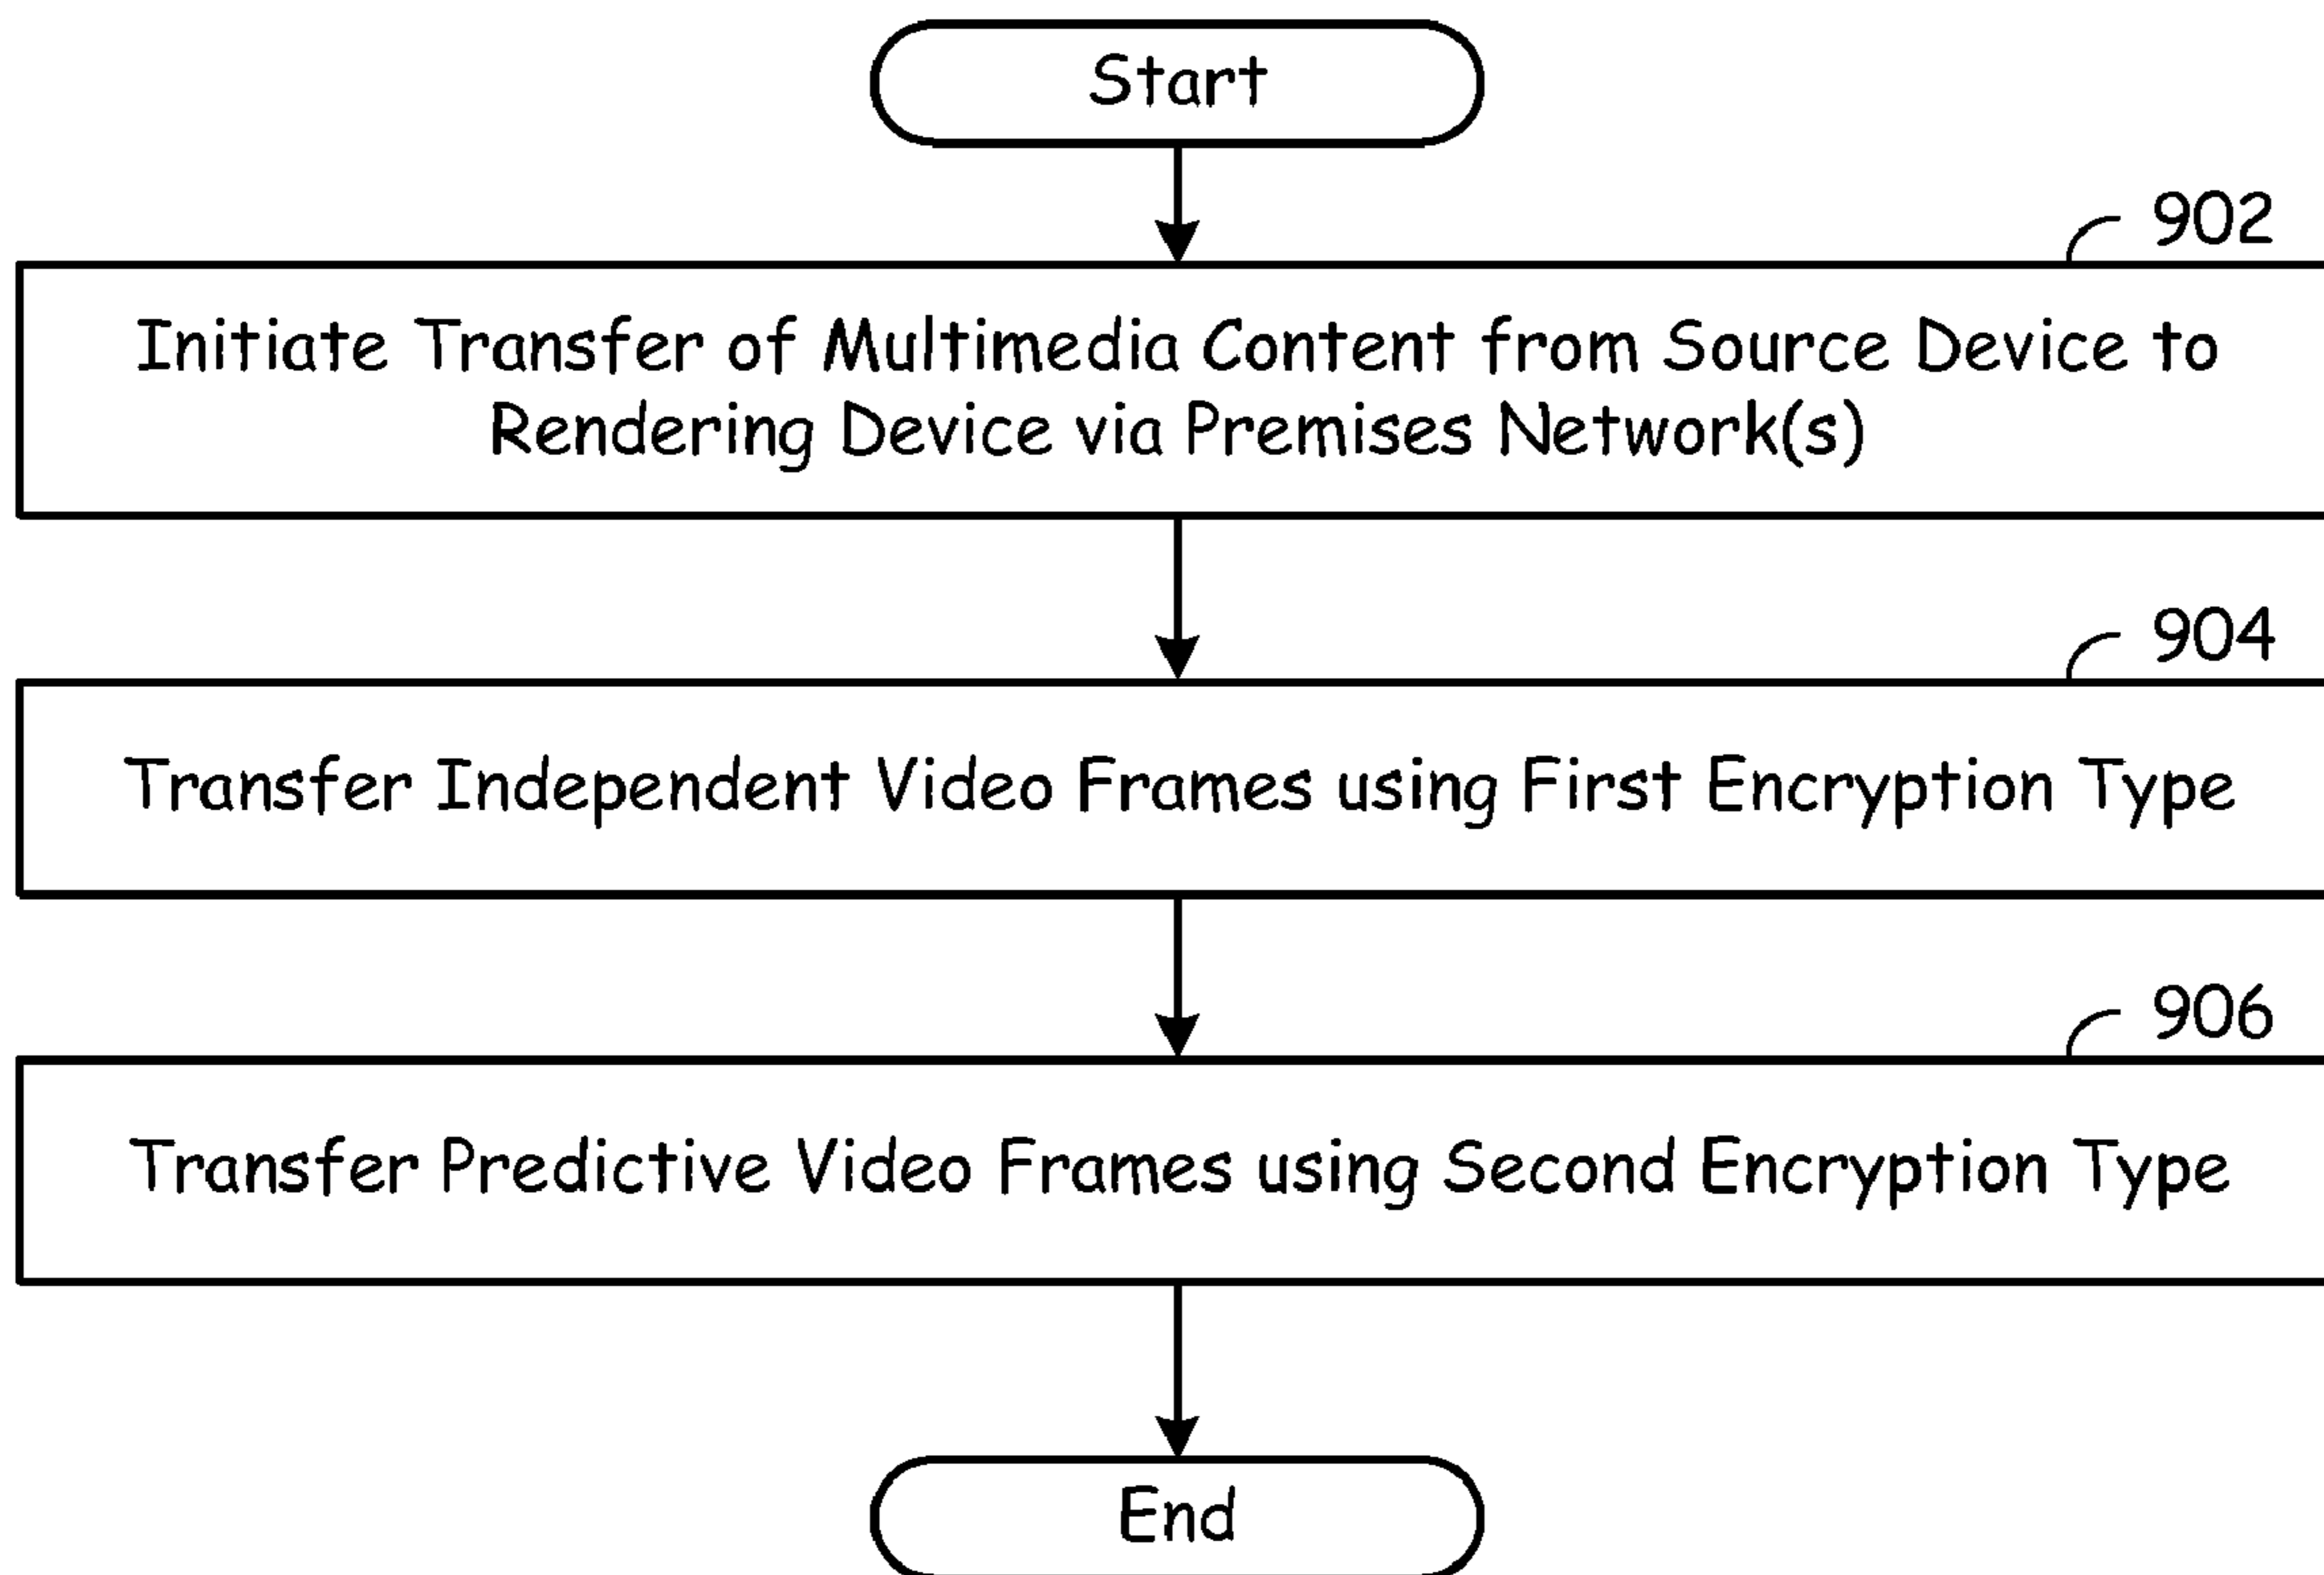 Start
902
Initiate Transfer of Multimedia Content from Source Device to
Rendering Device via Premises Network(s)
904
Transfer Independent Video Frames using First Encryption Type
906
Transfer Predictive Video Frames using Second Encryption Type
End